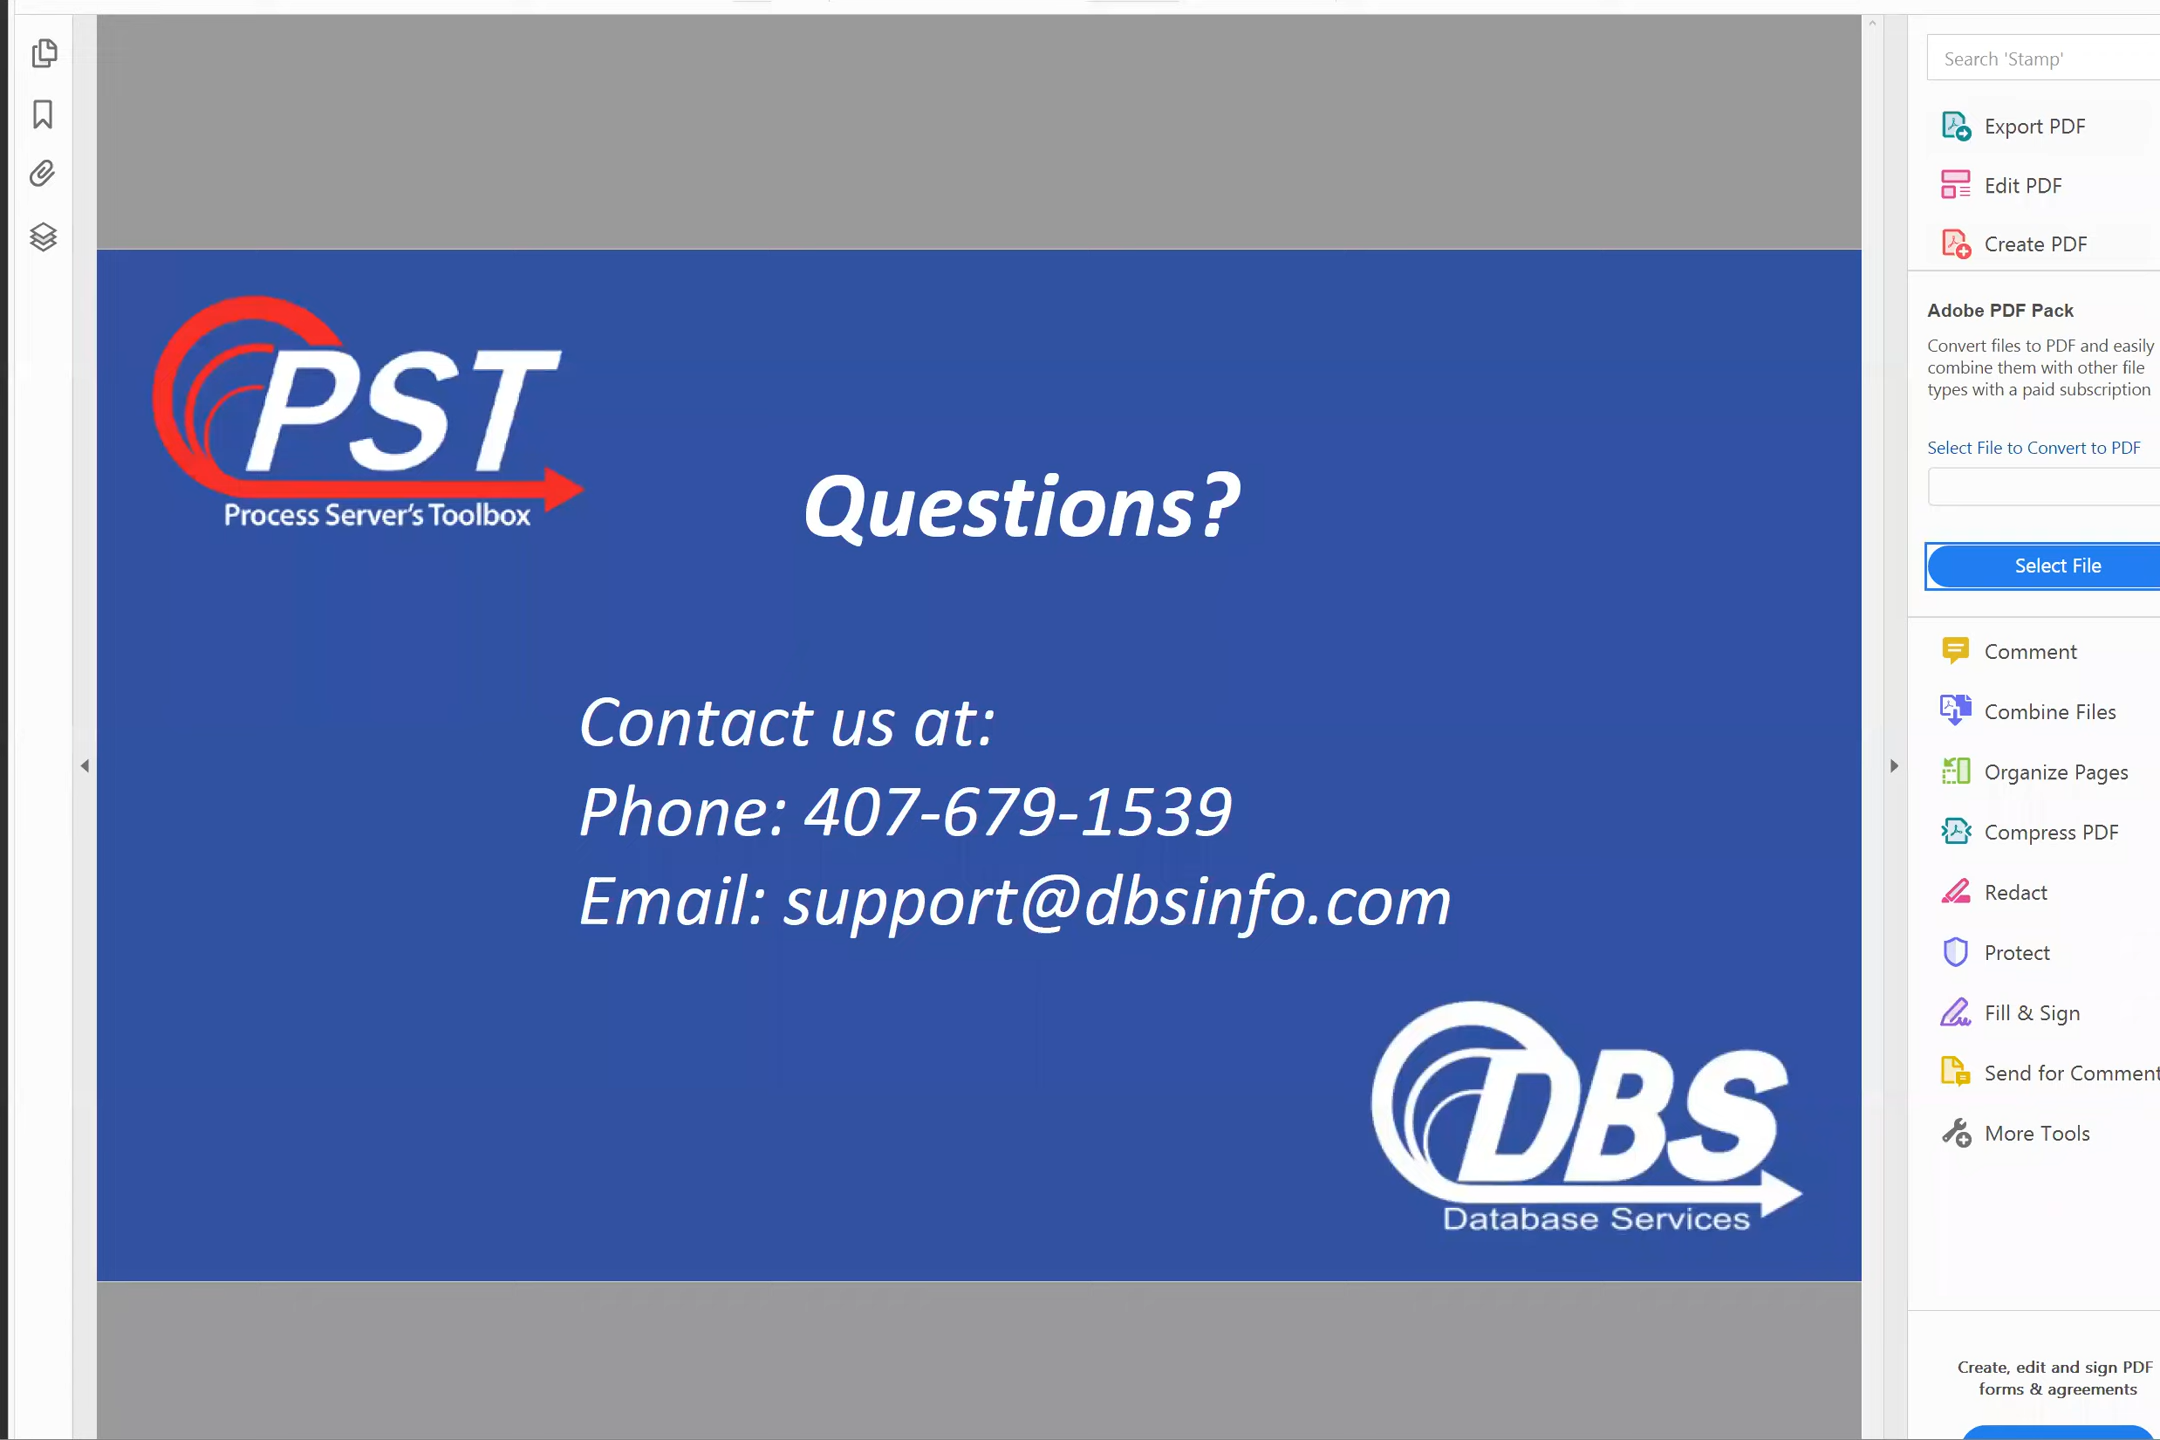 PST
Process Server's Toolbox
Questions?
Contact us at:
Phone: 407-679-1539
Email: support@dbsinfo.com
DBS
Database Services
Search 'Stamp'
Export PDF
Edit PDF
Create PDF
Adobe PDF Pack
Convert files to PDF and easily
combine them with other file
types with a paid subscription
Select File to Convert to PDF
Select File
Comment
Combine Files
Organize Pages
Compress PDF
Redact
Protect
Fill & Sign
Send for Comment
More Tools
Create, edit and sign PDF
forms & agreements